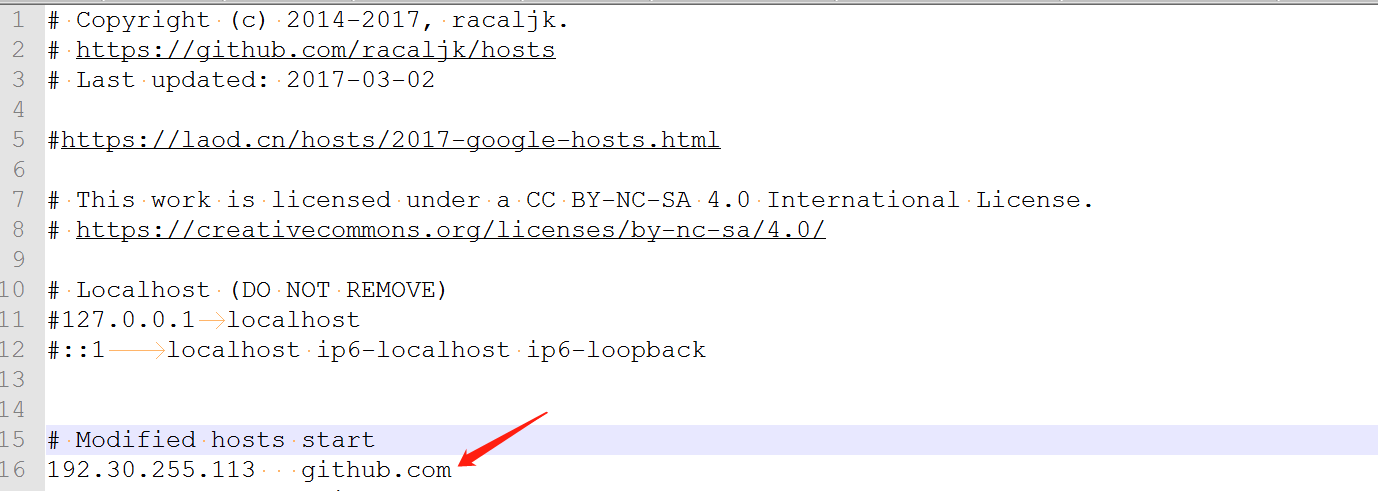 1 # Copyright (c) 2014-2017, racaljk.
2 # https://github.com/racaljk/hosts
3 # Last updated: 2017-03-02
4
5 #https://laod.cn/hosts/2017-google-hosts.html
6
7 # This work is licensed under a CC BY-NC-SA 4.0 International License.
8 # https://creativecommons.org/licenses/by-nc-sa/4.0/
9
10 # Localhost (DO NOT REMOVE)
11 #127.0.0.1 localhost
12 #::1 localhost ip6-localhost ip6-loopback
13
14
15 # Modified hosts start
16 192.30.255.113   github.com